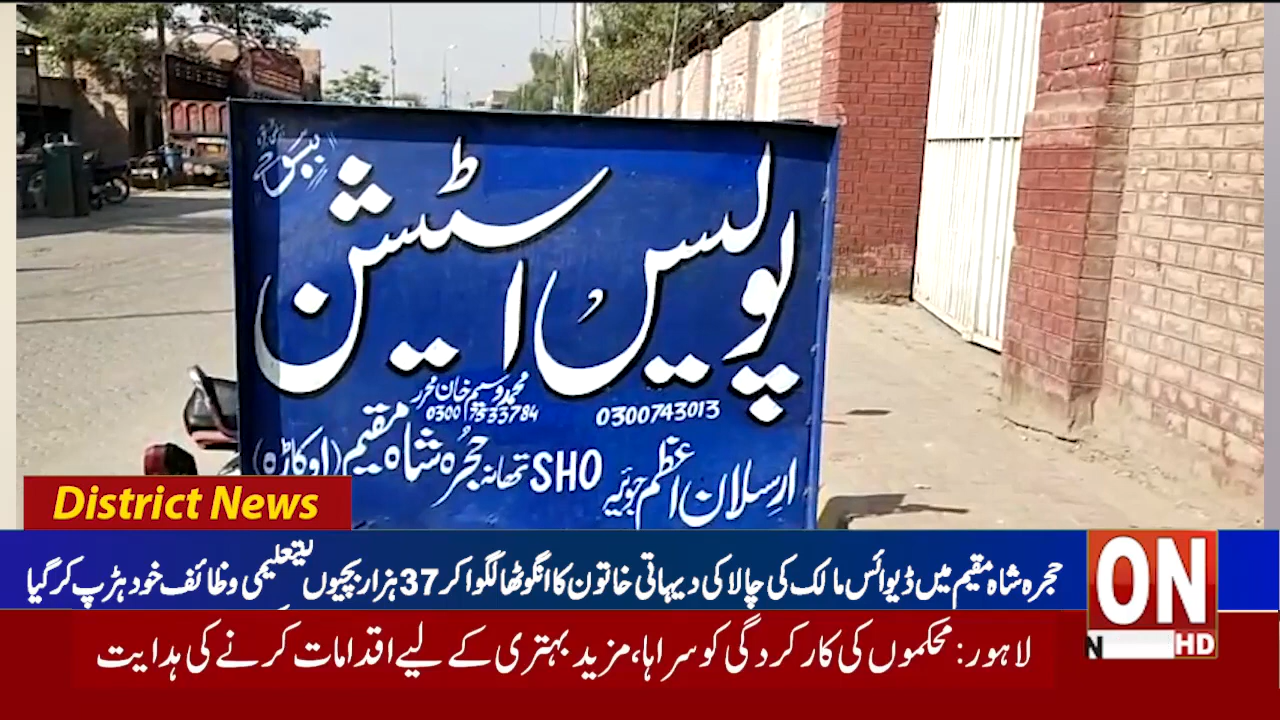 پولیس اسٹیشن
محمد وسیم خان محرر
0300 7533784
0300743013
ارسلان اعظم جوئیہ SHO تھانہ حجرہ شاہ مقیم (اوکاڑہ)
District News
حجرہ شاہ مقیم میں ڈیوائس مالک کی چالاکی دیہاتی خاتون کا انگوٹھا لگوا کر 37 ہزار بچیوں تعلیمی وظائف خود ہڑپ کر گیا
لاہور: محکموں کی کارکردگی کو سراہا، مزید بہتری کے لیے اقدامات کرنے کی ہدایت
ON
HD